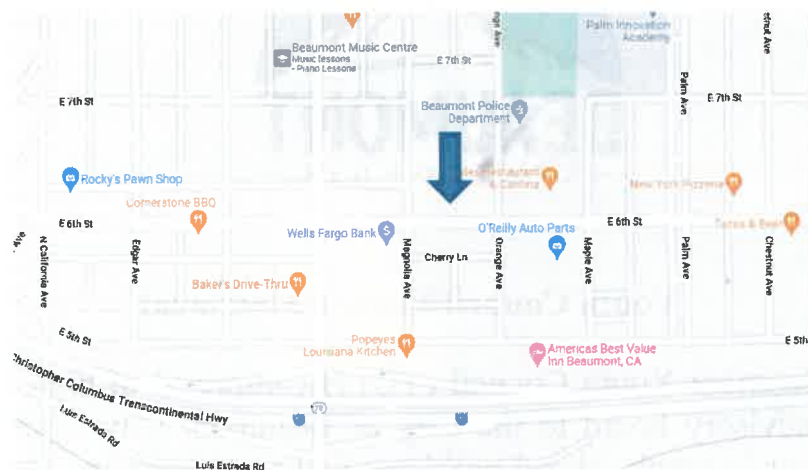 Palm Innovation
Academy
Beaumont Music Centre
Music lessons
- Piano Lessons
E 7th St
E 7th St
E 7th St
Palm Ave
Beaumont Police
Department
Rocky's Pawn Shop
Restaurant
& Cantina
New York Pizzeria
Cornerstone BBQ
E 6th St
E 6th St
Wells Fargo Bank
O'Reilly Auto Parts
N California Ave
Edgar Ave
Magnolia Ave
Cherry Ln
Orange Ave
Maple Ave
Palm Ave
Chestnut Ave
Baker's Drive-Thru
E 5th St
Popeyes
Louisiana Kitchen
Americas Best Value
Inn Beaumont, CA
E 5th
Christopher Columbus Transcontinental Hwy
Luis Estrada Rd
Luis Estrada Rd